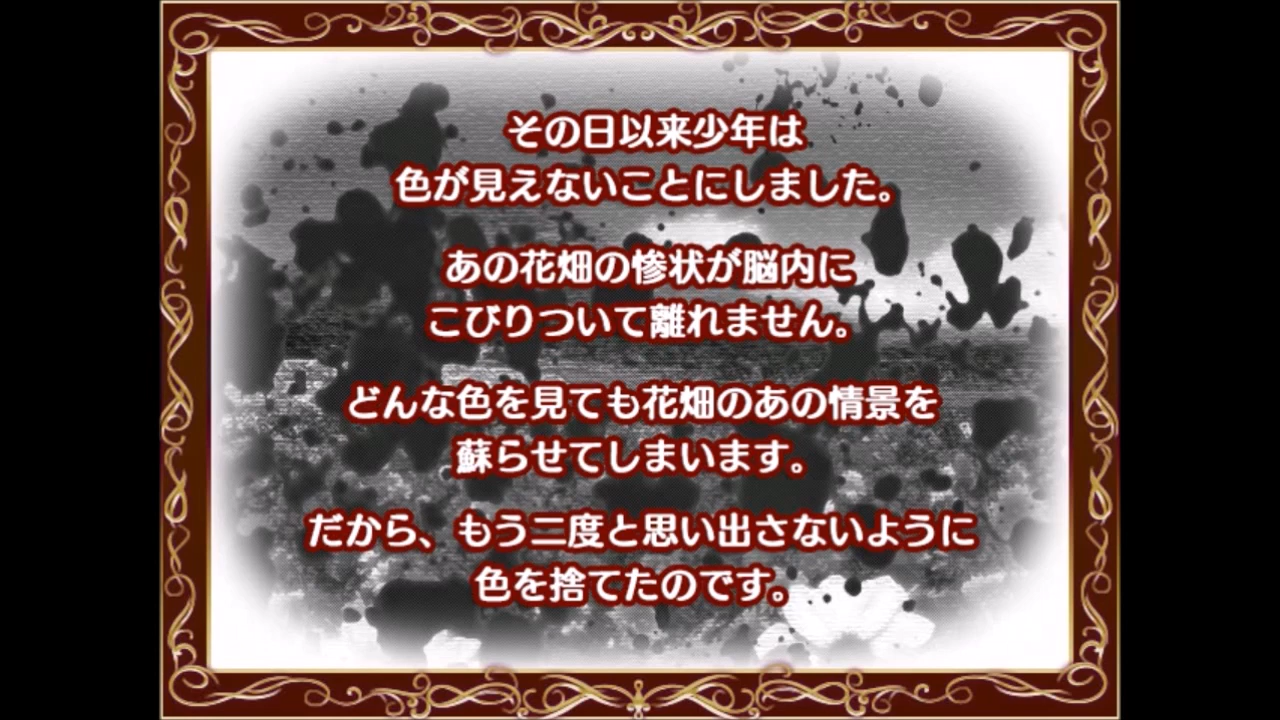 その日以来少年は
色が見えないことにしました。
あの花畑の惨状が脳内に
こびりついて離れません。
どんな色を見ても花畑のあの情景を
蘇らせてしまいます。
だから、もう二度と思い出さないように
色を捨てたのです。